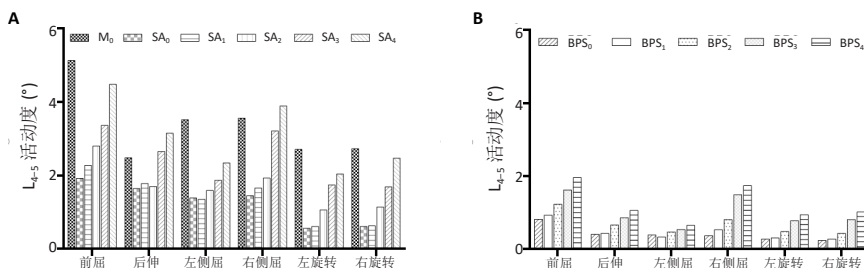 A
M₀ SA₀ SA₁ SA₂ SA₃ SA₄
L₄₋₅ 活动度 (°)
6
4
2
0
前屈 后伸 左侧屈 右侧屈 左旋转 右旋转
B
BPS₀ BPS₁ BPS₂ BPS₃ BPS₄
L₄₋₅ 活动度 (°)
6
4
2
0
前屈 后伸 左侧屈 右侧屈 左旋转 右旋转